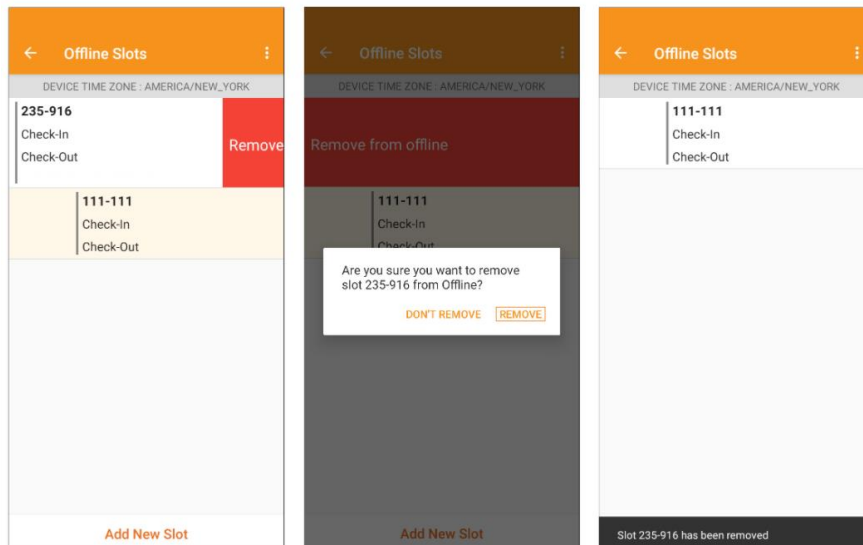 Offline Slots
DEVICE TIME ZONE : AMERICA/NEW_YORK
235-916
Check-In
Check-Out
Remove
111-111
Check-In
Check-Out
Add New Slot
Offline Slots
DEVICE TIME ZONE : AMERICA/NEW_YORK
Remove from offline
111-111
Check-In
Check-Out
Are you sure you want to remove
slot 235-916 from Offline?
DON'T REMOVE REMOVE
Add New Slot
Offline Slots
DEVICE TIME ZONE : AMERICA/NEW_YORK
111-111
Check-In
Check-Out
Slot 235-916 has been removed